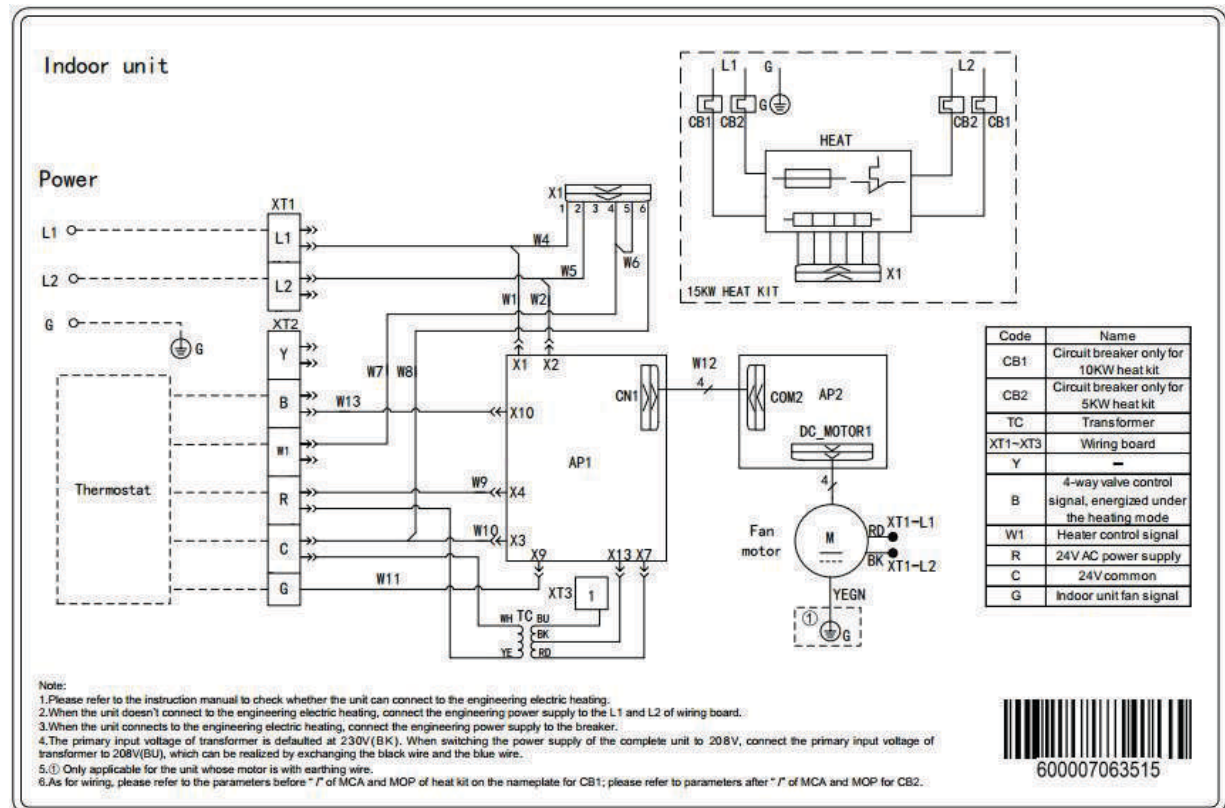 Indoor unit
Power
L1
L2
G
G
XT1
L1
L2
XT2
Y
B
W1
R
C
G
Thermostat
X1
1 2 3 4 5 6
W4
W5
W6
W1
W2
W7
W8
W13
W9
W10
W11
X1 X2
X10
X4
X3
X9
X13 X7
AP1
CN1
W12
4
COM2
AP2
DC_MOTOR1
4
Fan
motor
M
RD
XT1-L1
BK
XT1-L2
YEGN
①
G
XT3
1
WH TC BU
BK
YE
RD
L1
G
L2
CB1 CB2
G
CB2 CB1
HEAT
X1
15KW HEAT KIT
Code Name
CB1 Circuit breaker only for
10KW heat kit
CB2 Circuit breaker only for
5KW heat kit
TC Transformer
XT1~XT3 Wiring board
Y —
B 4-way valve control
signal, energized under
the heating mode
W1 Heater control signal
R 24V AC power supply
C 24V common
G Indoor unit fan signal
Note:
1.Please refer to the instruction manual to check whether the unit can connect to the engineering electric heating.
2.When the unit doesn't connect to the engineering electric heating, connect the engineering power supply to the L1 and L2 of wiring board.
3.When the unit connects to the engineering electric heating, connect the engineering power supply to the breaker.
4.The primary input voltage of transformer is defaulted at 230V(BK). When switching the power supply of the complete unit to 208V, connect the primary input voltage of
transformer to 208V(BU), which can be realized by exchanging the black wire and the blue wire.
5.① Only applicable for the unit whose motor is with earthing wire.
6.As for wiring, please refer to the parameters before "/" of MCA and MOP of heat kit on the nameplate for CB1; please refer to parameters after "/" of MCA and MOP for CB2.
600007063515